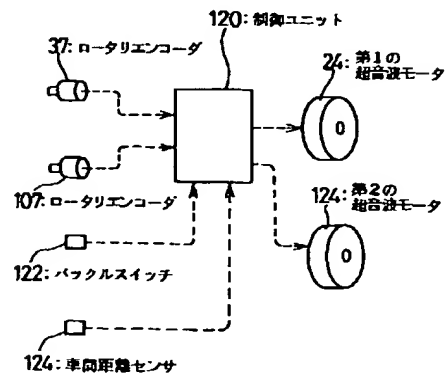 120:制御ユニット
37:ロータリエンコーダ
24:第1の
超音波モータ
107:ロータリエンコーダ
124:第2の
超音波モータ
122:バックルスイッチ
124:車間距離センサ